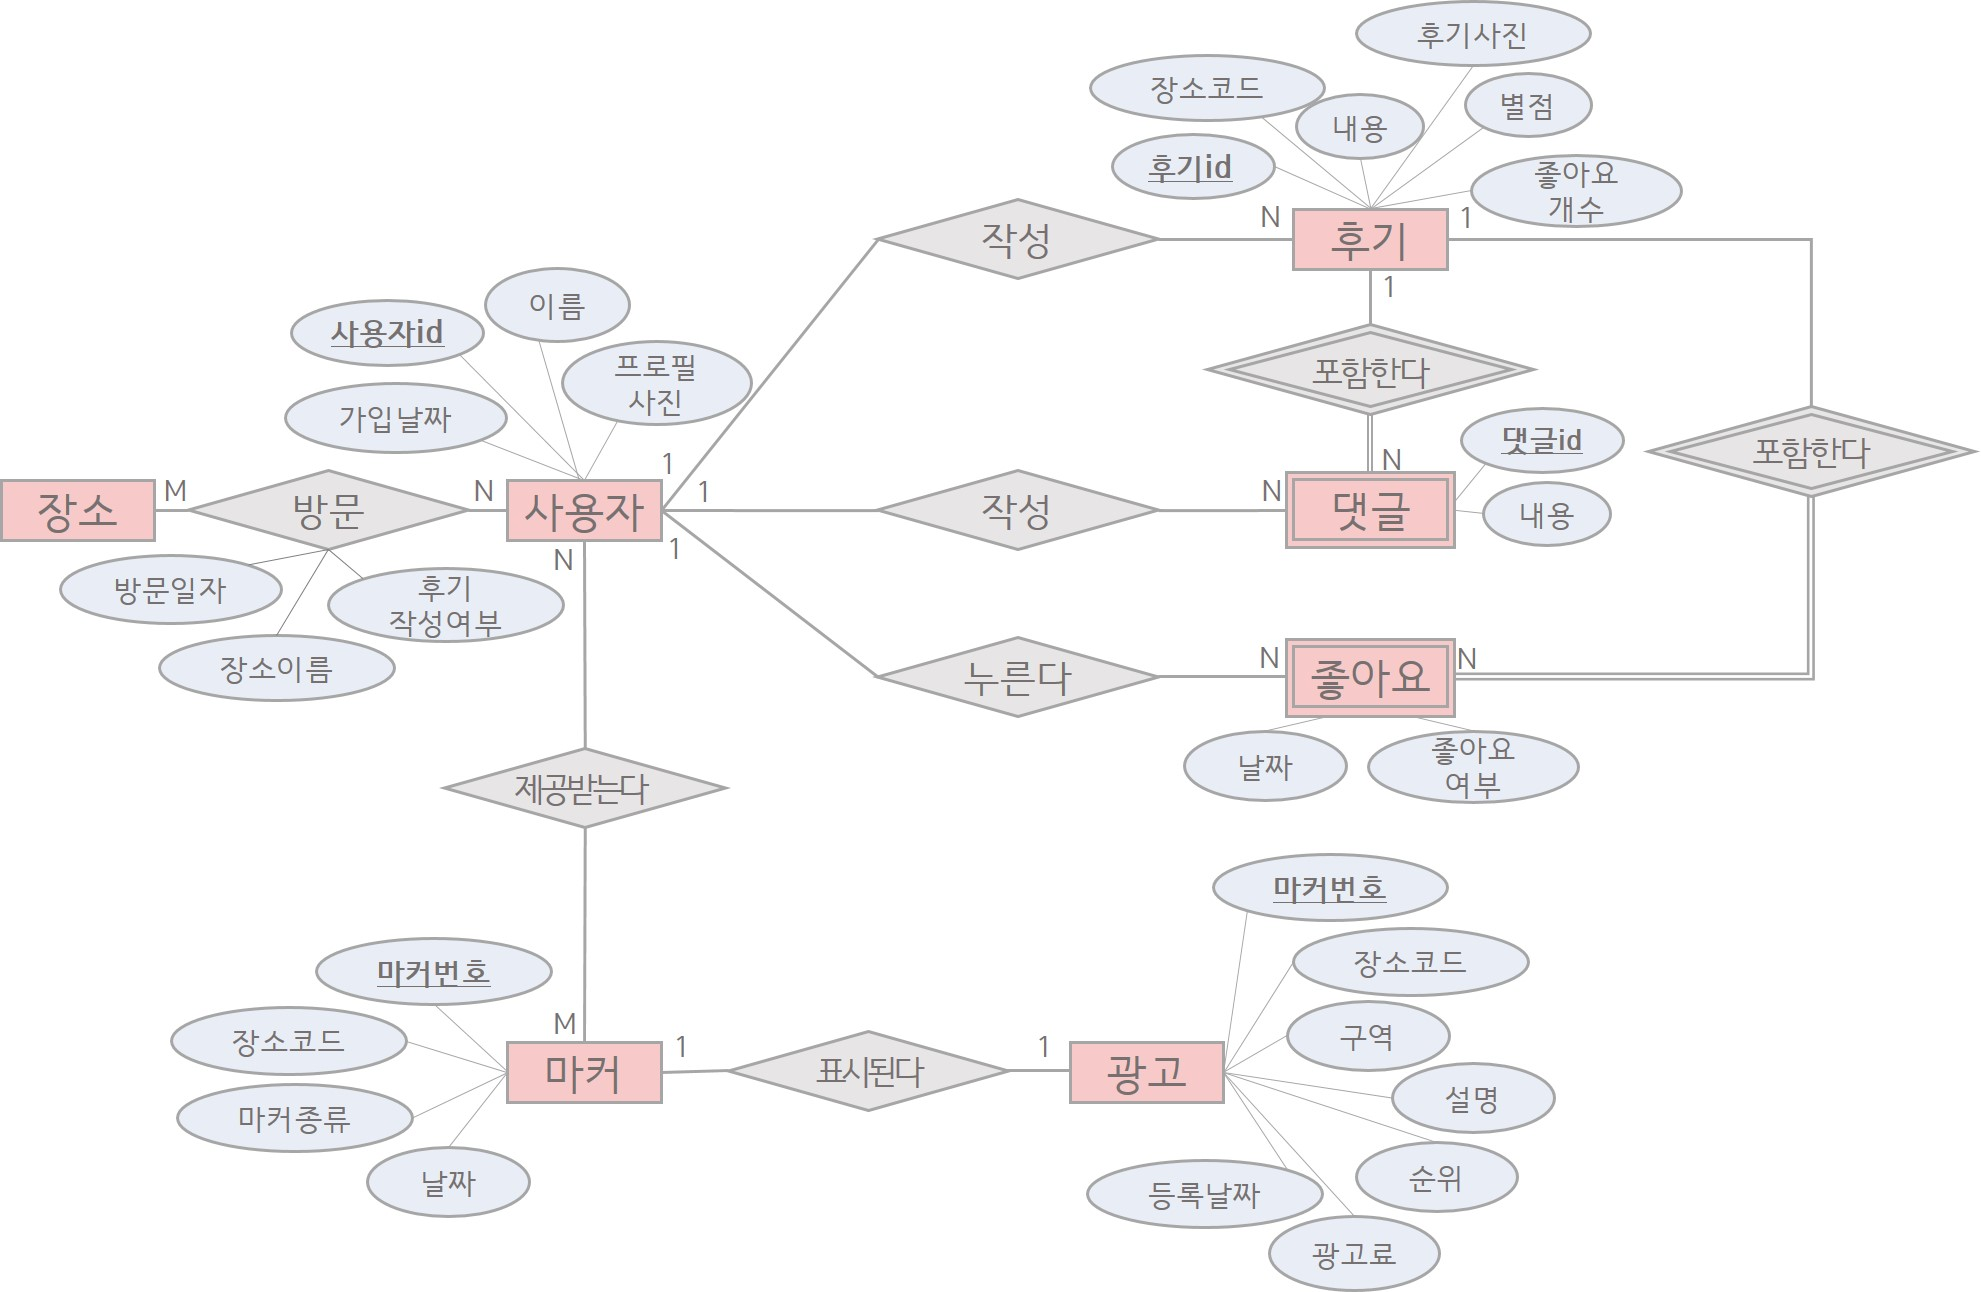 후기사진
장소코드
별점
내용
후기id
좋아요
개수
작성
N
후기
1
1
이름
사용자id
프로필
사진
가입날짜
포함한다
포함한다
댓글id
N
1
장소
M
방문
N
사용자
1
작성
N
댓글
내용
1
N
방문일자
후기
작성여부
장소이름
누른다
N
좋아요
N
날짜
좋아요
여부
제공받는다
마커번호
마커번호
장소코드
장소코드
구역
M
마커
1
표시된다
1
광고
마커종류
설명
날짜
순위
등록날짜
광고료